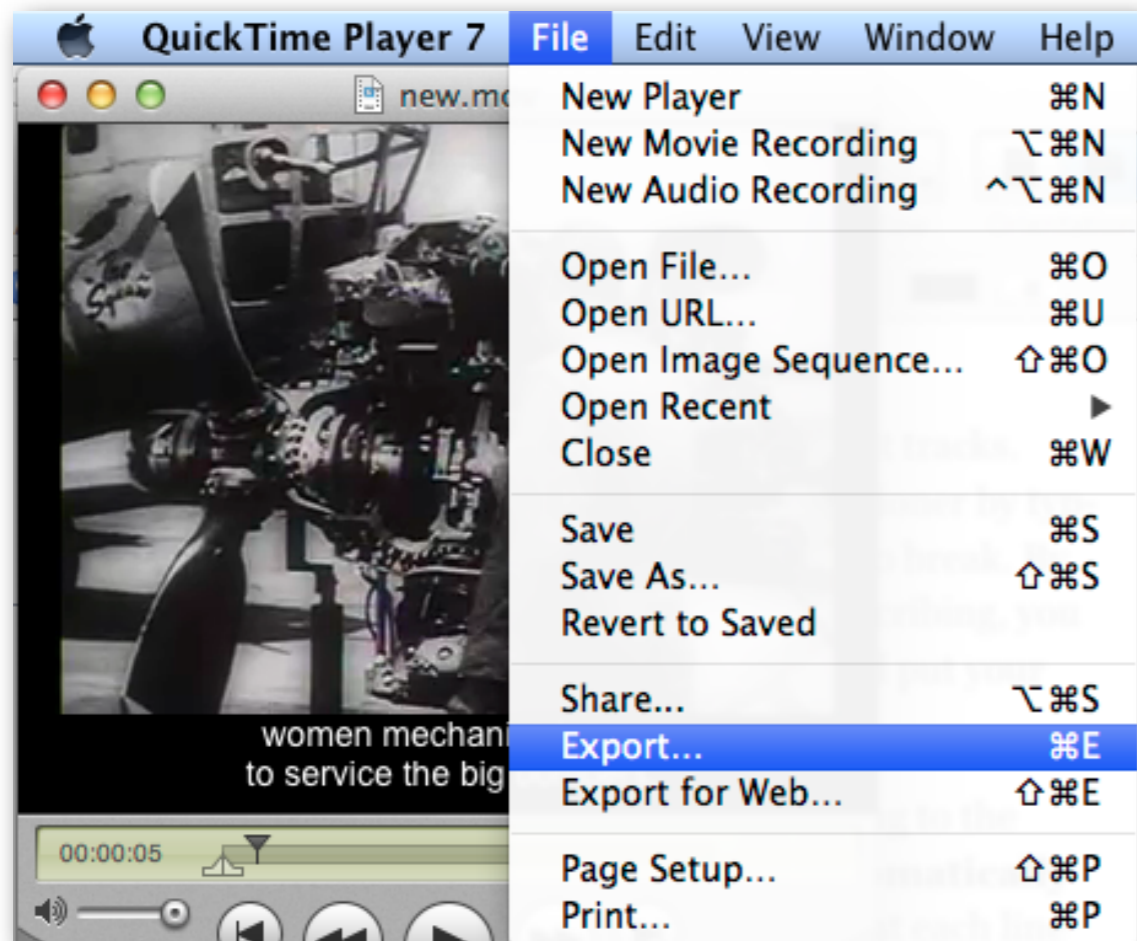 QuickTime Player 7 File Edit View Window Help
new.mo
New Player ⌘N
New Movie Recording ⌥⌘N
New Audio Recording ^⌥⌘N
Open File... ⌘O
Open URL... ⌘U
Open Image Sequence... ⇧⌘O
Open Recent ▶
Close ⌘W
Save ⌘S
Save As... ⇧⌘S
Revert to Saved
Share... ⌥⌘S
Export... ⌘E
Export for Web... ⇧⌘E
Page Setup... ⇧⌘P
Print... ⌘P
women mechani
to service the big
00:00:05